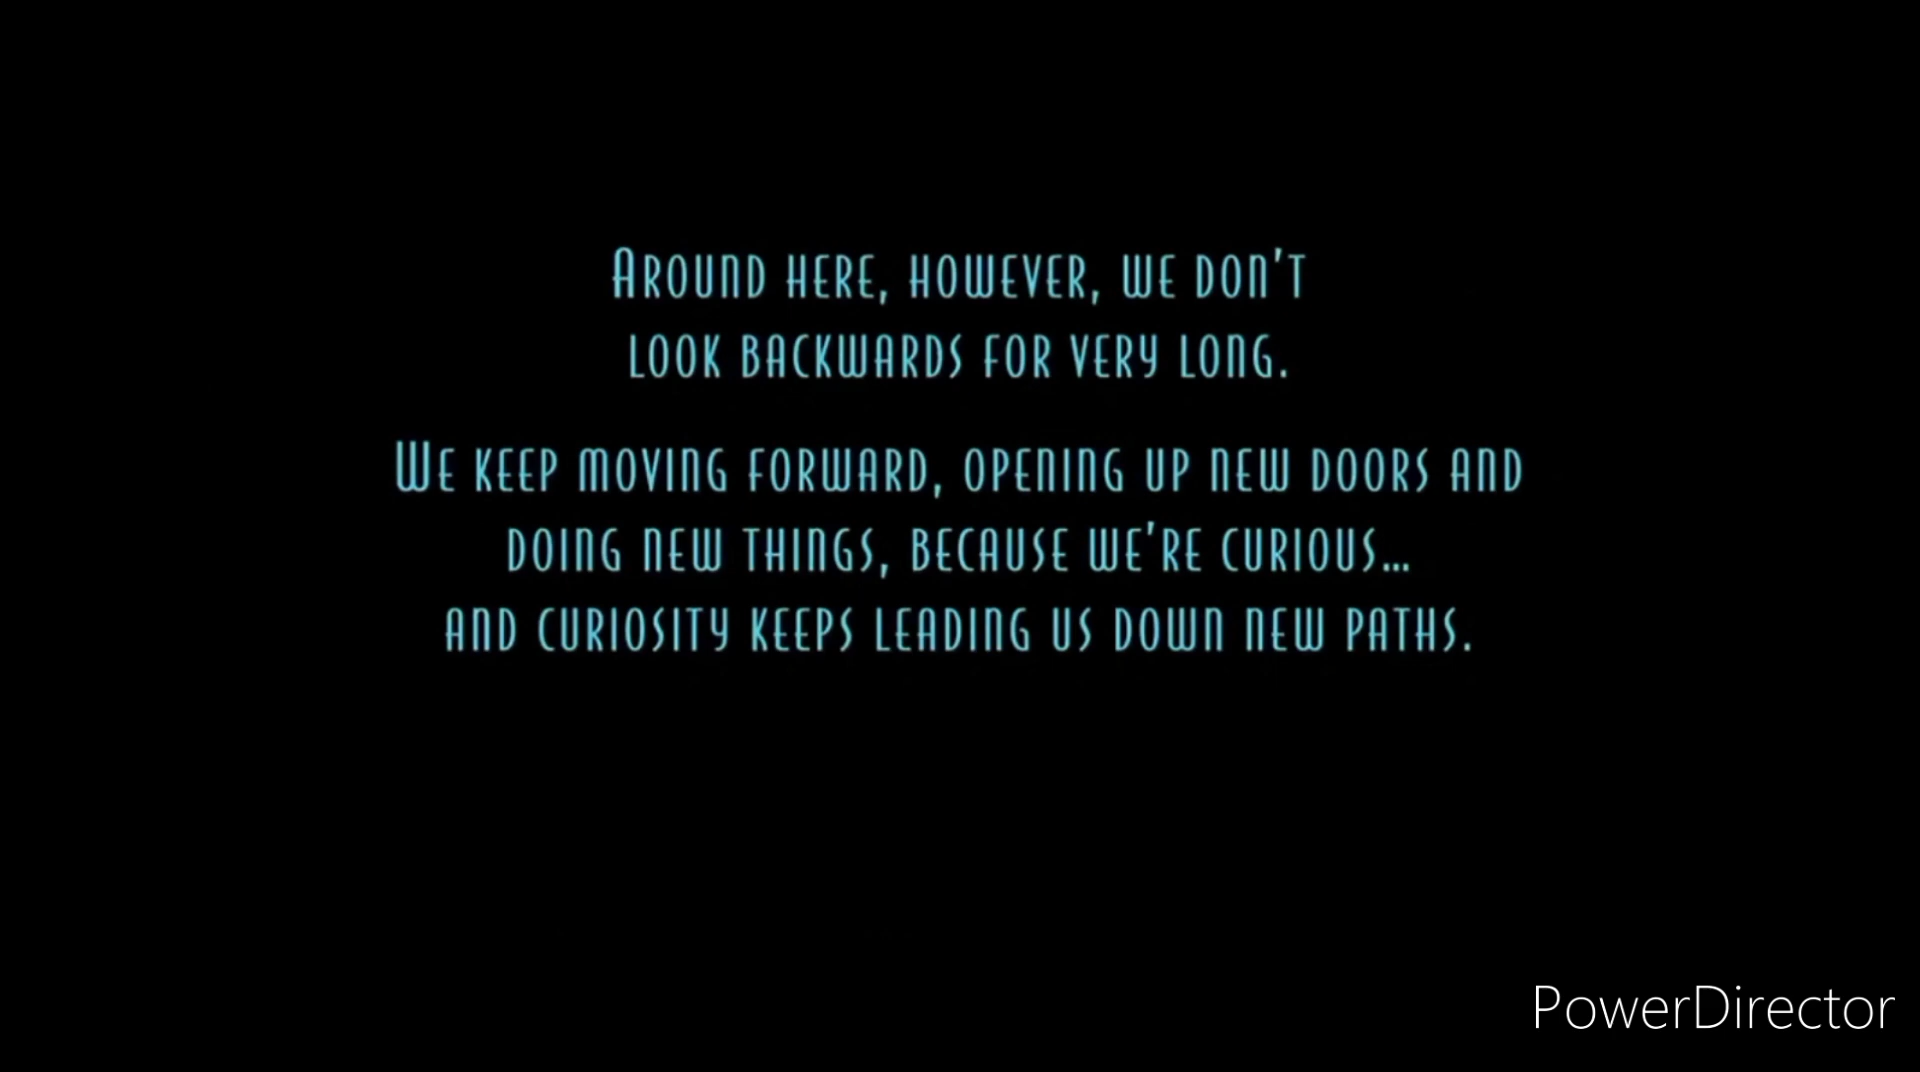 Around here, however, we don't
look backwards for very long.
We keep moving forward, opening up new doors and
doing new things, because we're curious...
and curiosity keeps leading us down new paths.
PowerDirector